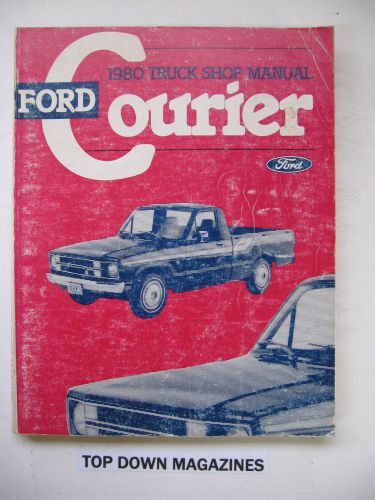 1980 TRUCK SHOP MANUAL
FORD
Courier
Ford
TOP DOWN MAGAZINES